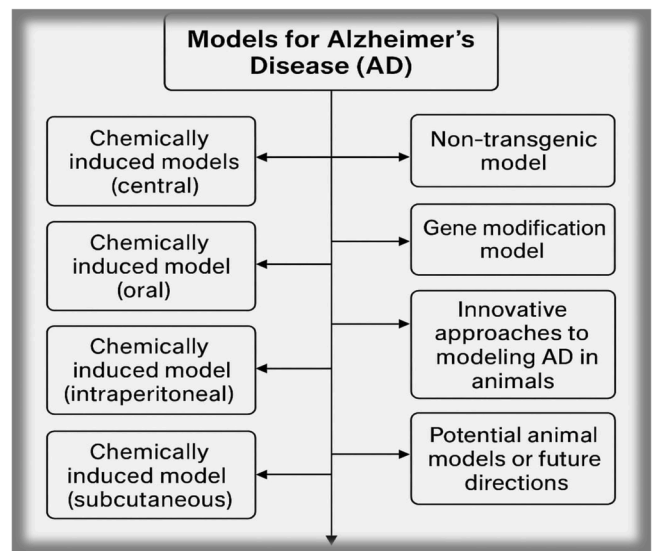 Models for Alzheimer's
Disease (AD)
Chemically
induced models
(central)
Non-transgenic
model
Chemically
induced model
(oral)
Gene modification
model
Chemically
induced model
(intraperitoneal)
Innovative
approaches to
modeling AD in
animals
Chemically
induced model
(subcutaneous)
Potential animal
models or future
directions